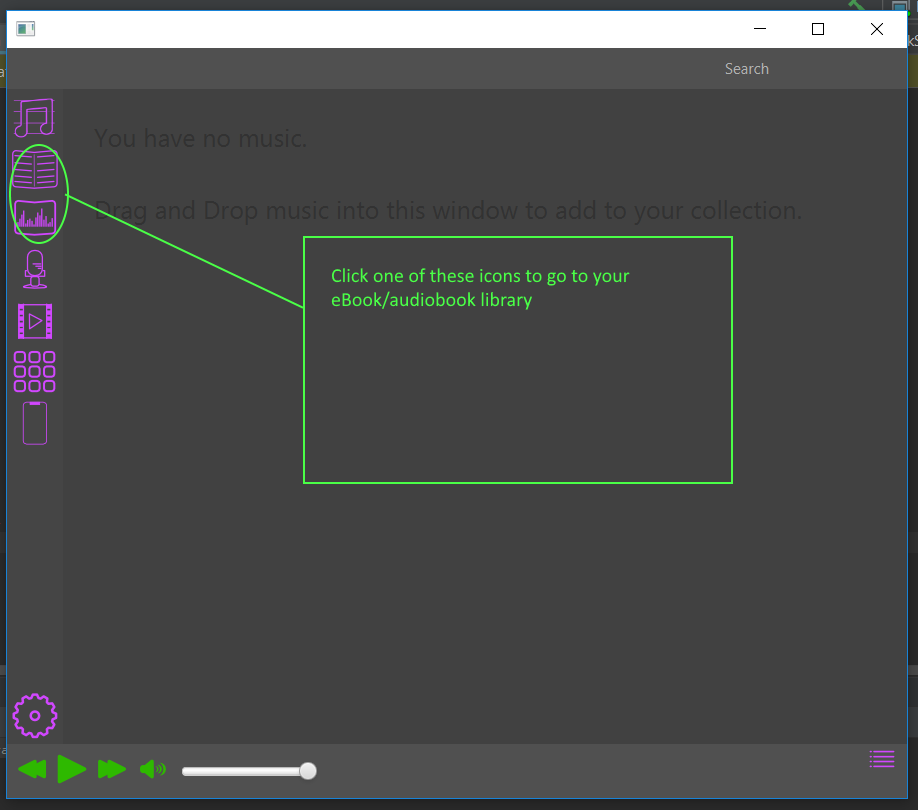 Search
You have no music.
Drag and Drop music into this window to add to your collection.
Click one of these icons to go to your
eBook/audiobook library